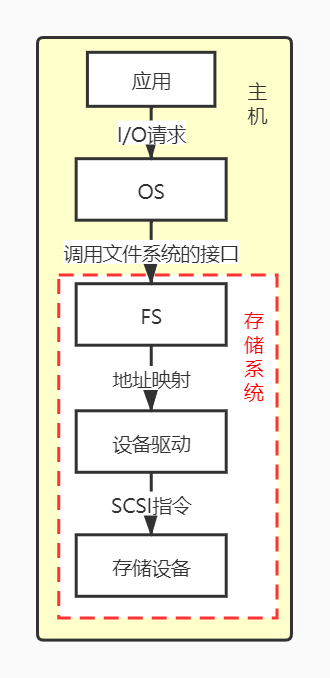 应用
主
机
I/O请求
OS
调用文件系统的接口
FS
存
储
系
统
地址映射
设备驱动
SCSI指令
存储设备